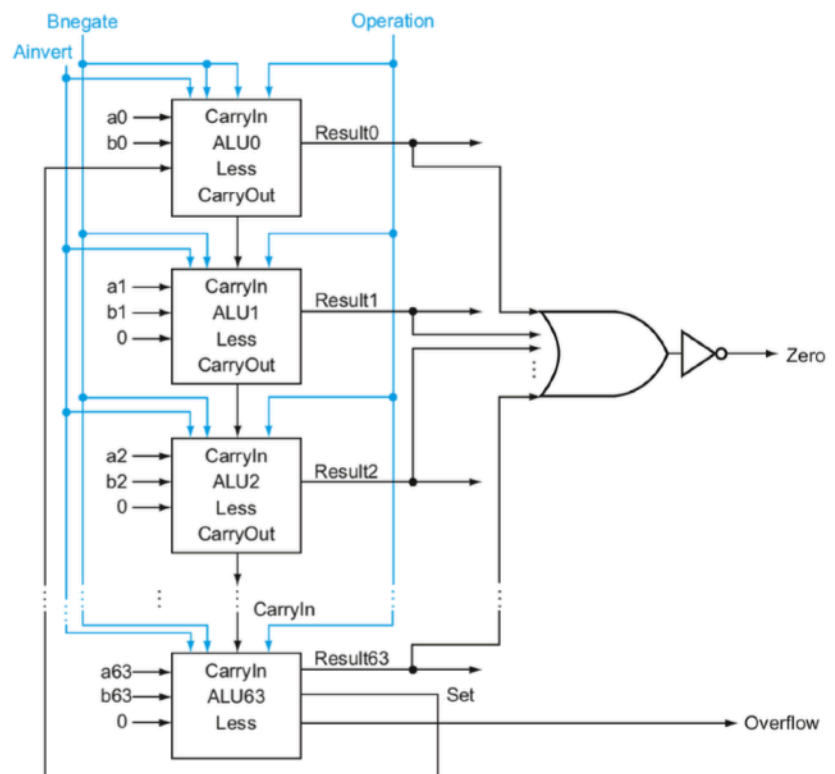 Bnegate
Operation
Ainvert
a0
b0
CarryIn
ALU0
Less
CarryOut
Result0
a1
b1
0
CarryIn
ALU1
Less
CarryOut
Result1
Zero
a2
b2
0
CarryIn
ALU2
Less
CarryOut
Result2
CarryIn
a63
b63
0
CarryIn
ALU63
Less
Result63
Set
Overflow